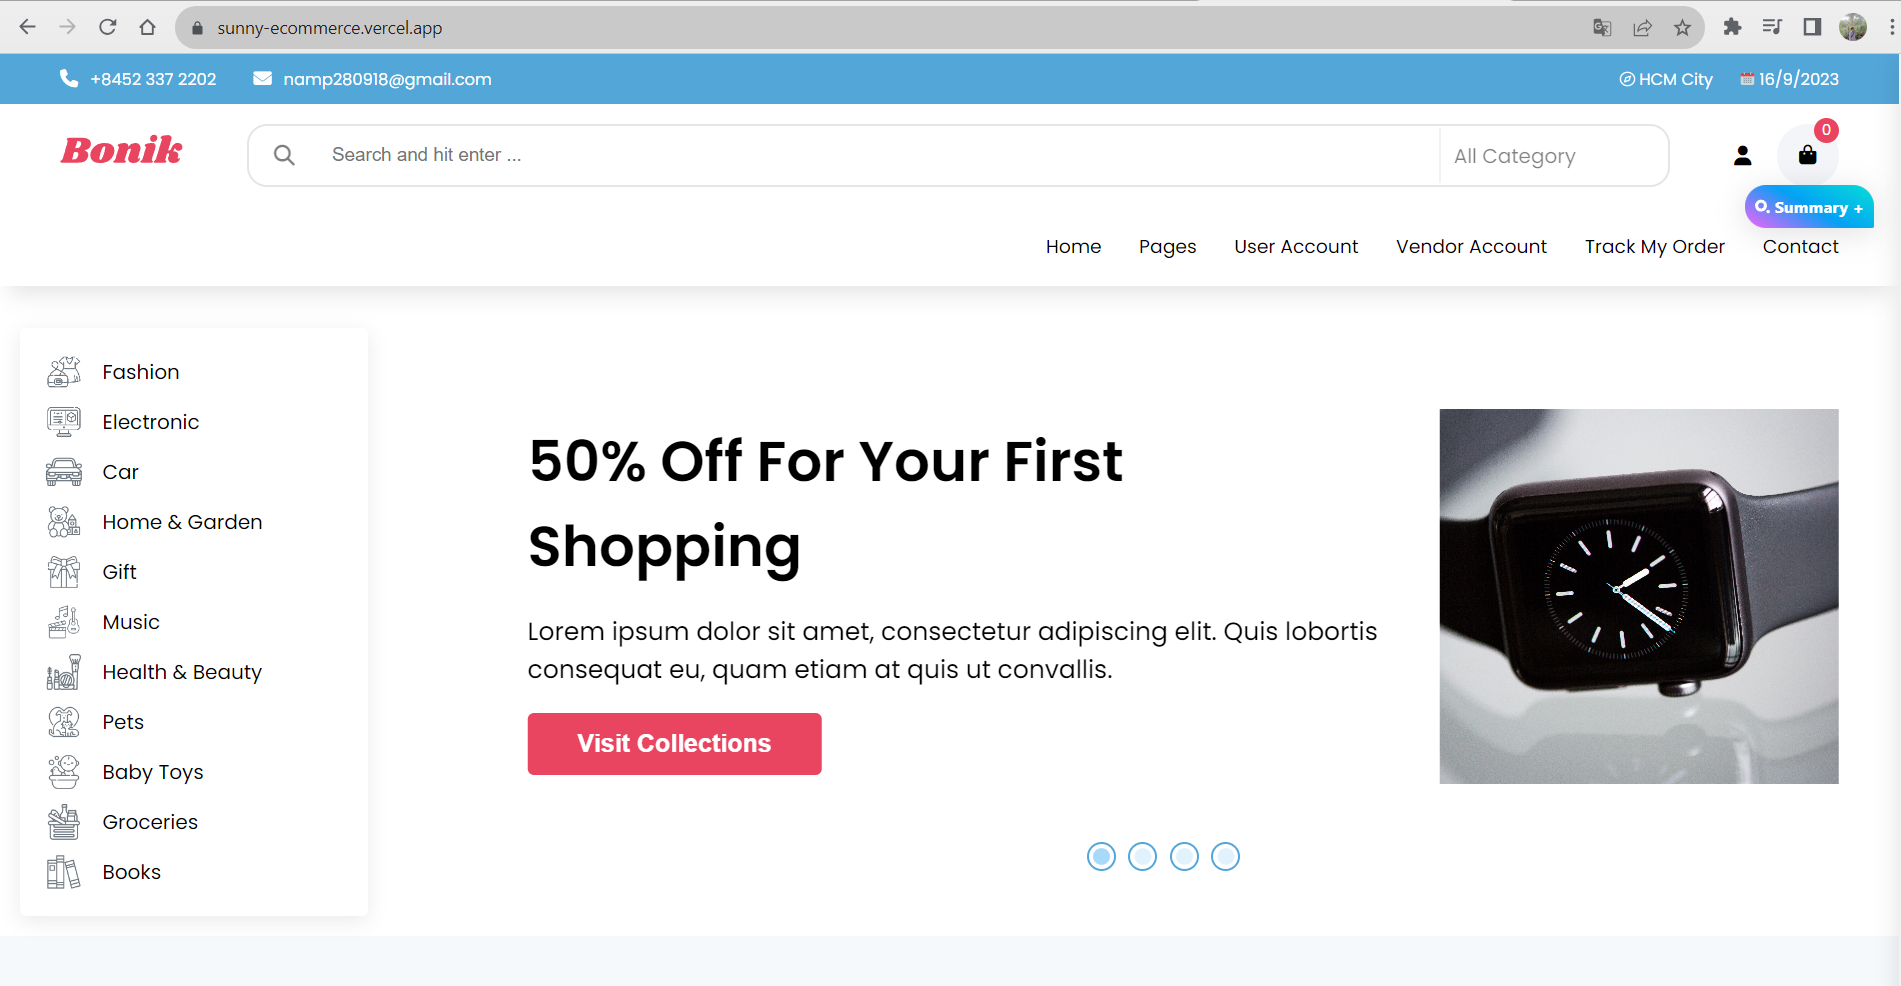 sunny-ecommerce.vercel.app
+8452 337 2202 namp280918@gmail.com HCM City 16/9/2023
Bonik Search and hit enter ... All Category 0
Summary +
Home Pages User Account Vendor Account Track My Order Contact
Fashion
Electronic
Car
Home & Garden
Gift
Music
Health & Beauty
Pets
Baby Toys
Groceries
Books
50% Off For Your First
Shopping
Lorem ipsum dolor sit amet, consectetur adipiscing elit. Quis lobortis
consequat eu, quam etiam at quis ut convallis.
Visit Collections